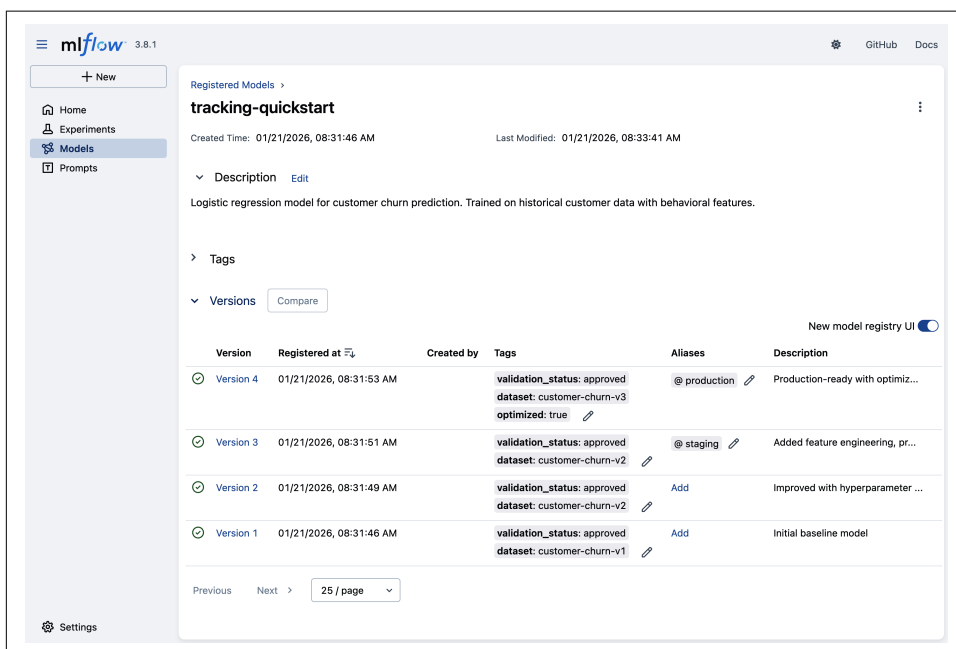 mlflow 3.8.1
GitHub Docs
+ New
Home
Experiments
Models
Prompts
Settings
Registered Models >
tracking-quickstart
Created Time: 01/21/2026, 08:31:46 AM Last Modified: 01/21/2026, 08:33:41 AM
Description Edit
Logistic regression model for customer churn prediction. Trained on historical customer data with behavioral features.
Tags
Versions Compare
New model registry UI
Version Registered at Created by Tags Aliases Description
Version 4 01/21/2026, 08:31:53 AM validation_status: approved @ production Production-ready with optimiz...
dataset: customer-churn-v3
optimized: true
Version 3 01/21/2026, 08:31:51 AM validation_status: approved @ staging Added feature engineering, pr...
dataset: customer-churn-v2
Version 2 01/21/2026, 08:31:49 AM validation_status: approved Add Improved with hyperparameter ...
dataset: customer-churn-v2
Version 1 01/21/2026, 08:31:46 AM validation_status: approved Add Initial baseline model
dataset: customer-churn-v1
Previous Next > 25 / page